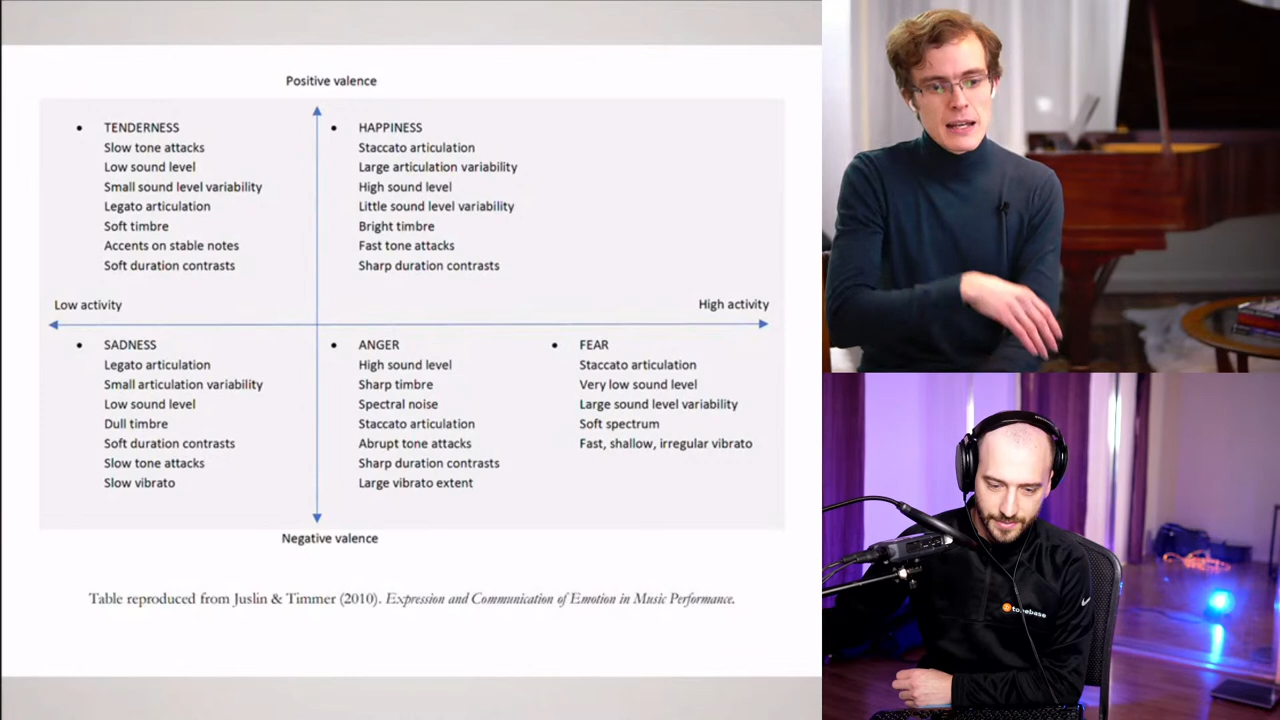 Positive valence
• TENDERNESS
Slow tone attacks
Low sound level
Small sound level variability
Legato articulation
Soft timbre
Accents on stable notes
Soft duration contrasts
• HAPPINESS
Staccato articulation
Large articulation variability
High sound level
Little sound level variability
Bright timbre
Fast tone attacks
Sharp duration contrasts
Low activity
High activity
• SADNESS
Legato articulation
Small articulation variability
Low sound level
Dull timbre
Soft duration contrasts
Slow tone attacks
Slow vibrato
• ANGER
High sound level
Sharp timbre
Spectral noise
Staccato articulation
Abrupt tone attacks
Sharp duration contrasts
Large vibrato extent
• FEAR
Staccato articulation
Very low sound level
Large sound level variability
Soft spectrum
Fast, shallow, irregular vibrato
Negative valence
Table reproduced from Juslin & Timmer (2010). Expression and Communication of Emotion in Music Performance.
tonebase